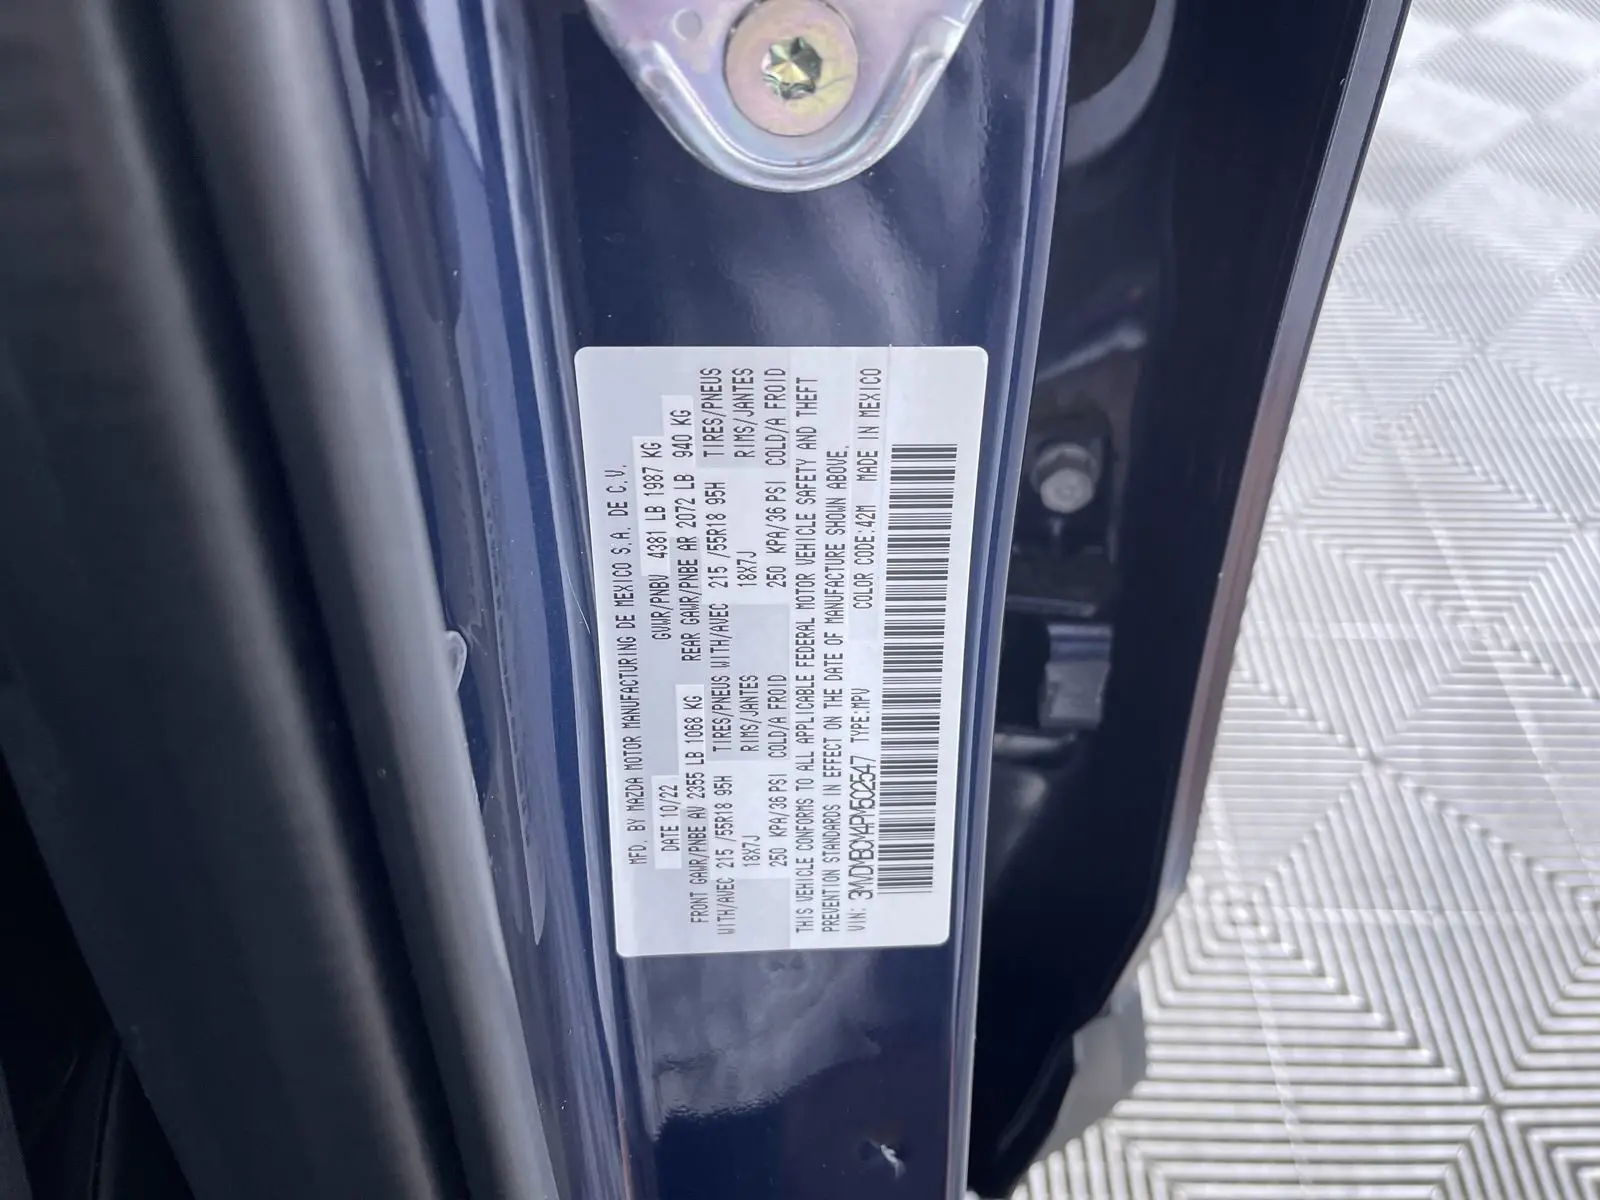 MFD. BY MAZDA MOTOR MANUFACTURING DE MEXICO S.A. DE C.V.
DATE 10/22 GVWR/PNBV 4381 LB 1987 KG
FRONT GAWR/PNBE AV 2355 LB 1068 KG REAR GAWR/PNBE AR 2072 LB 940 KG
WITH/AVEC 215 /55R18 95H TIRES/PNEUS WITH/AVEC 215 /55R18 95H TIRES/PNEUS
18X7J RIMS/JANTES 18X7J RIMS/JANTES
250 KPA/36 PSI COLD/A FROID 250 KPA/36 PSI COLD/A FROID
THIS VEHICLE CONFORMS TO ALL APPLICABLE FEDERAL MOTOR VEHICLE SAFETY AND THEFT
PREVENTION STANDARDS IN EFFECT ON THE DATE OF MANUFACTURE SHOWN ABOVE.
VIN: 3MVDMBCM4PM502547 TYPE:MPV COLOR CODE:42M MADE IN MEXICO